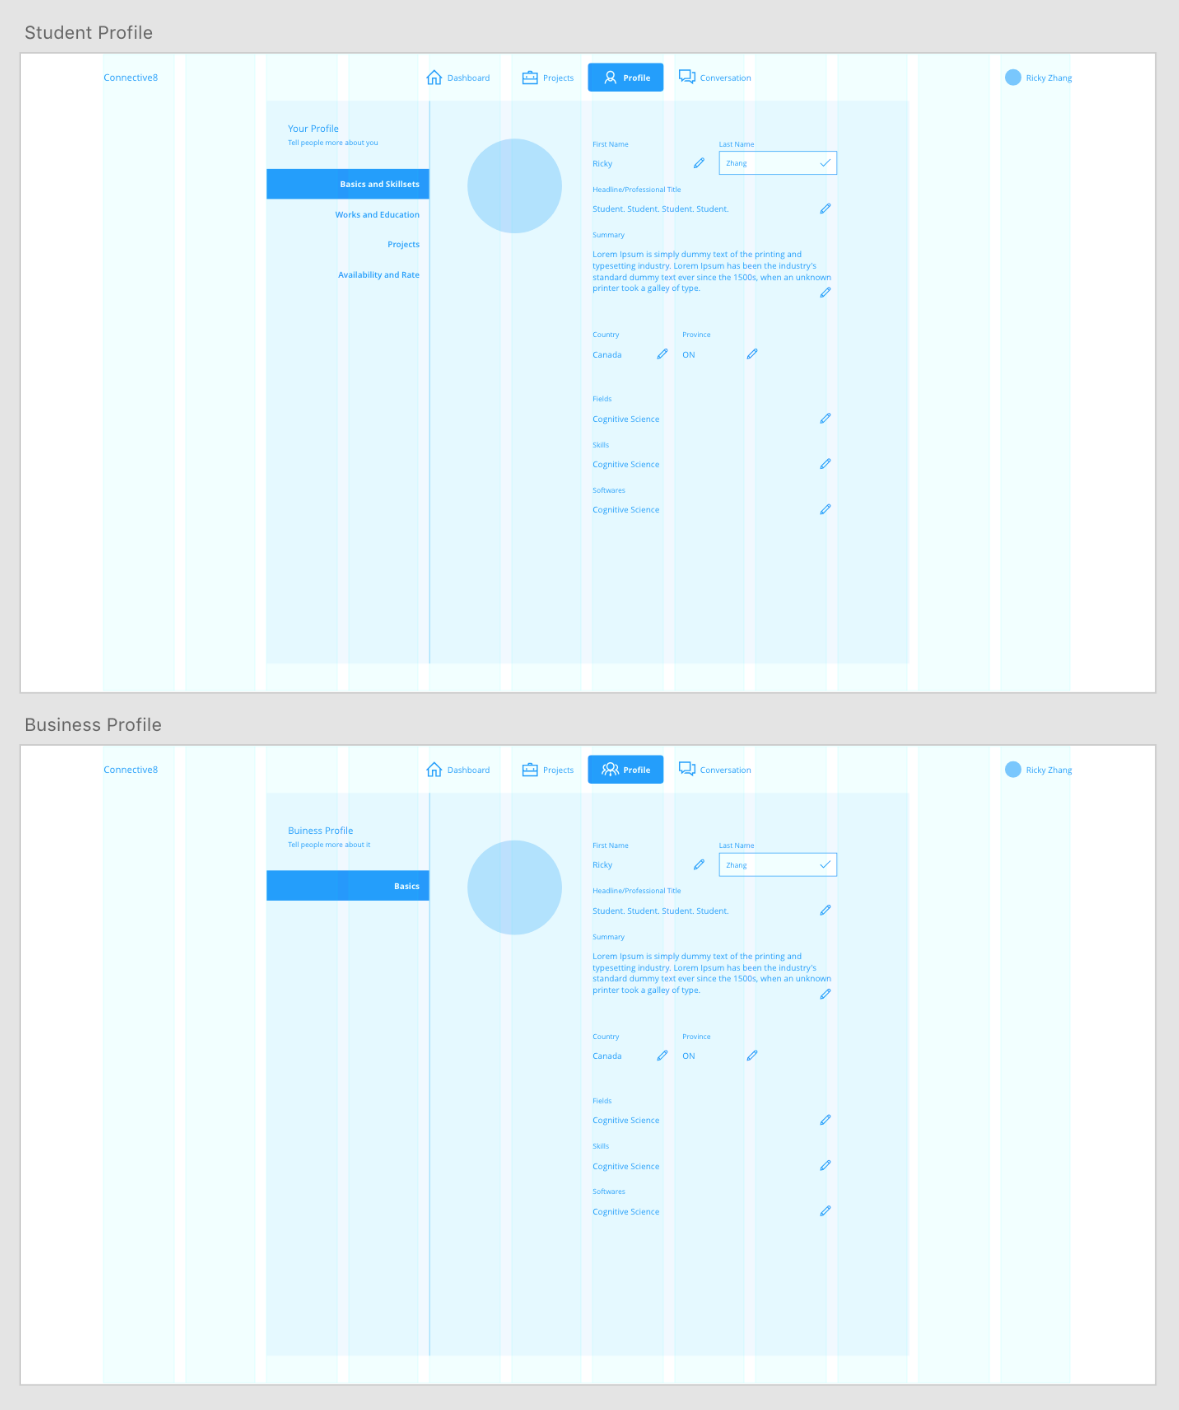 Student Profile
Connective8
Dashboard
Projects
Profile
Conversation
Ricky Zhang
Your Profile
Tell people more about you
Basics and Skillsets
Works and Education
Projects
Availability and Rate
First Name
Last Name
Ricky
Zhang
Headline/Professional Title
Student. Student. Student. Student.
Summary
Lorem Ipsum is simply dummy text of the printing and
typesetting industry. Lorem Ipsum has been the industry's
standard dummy text ever since the 1500s, when an unknown
printer took a galley of type.
Country
Province
Canada
ON
Fields
Cognitive Science
Skills
Cognitive Science
Softwares
Cognitive Science
Business Profile
Connective8
Dashboard
Projects
Profile
Conversation
Ricky Zhang
Buiness Profile
Tell people more about it
Basics
First Name
Last Name
Ricky
Zhang
Headline/Professional Title
Student. Student. Student. Student.
Summary
Lorem Ipsum is simply dummy text of the printing and
typesetting industry. Lorem Ipsum has been the industry's
standard dummy text ever since the 1500s, when an unknown
printer took a galley of type.
Country
Province
Canada
ON
Fields
Cognitive Science
Skills
Cognitive Science
Softwares
Cognitive Science